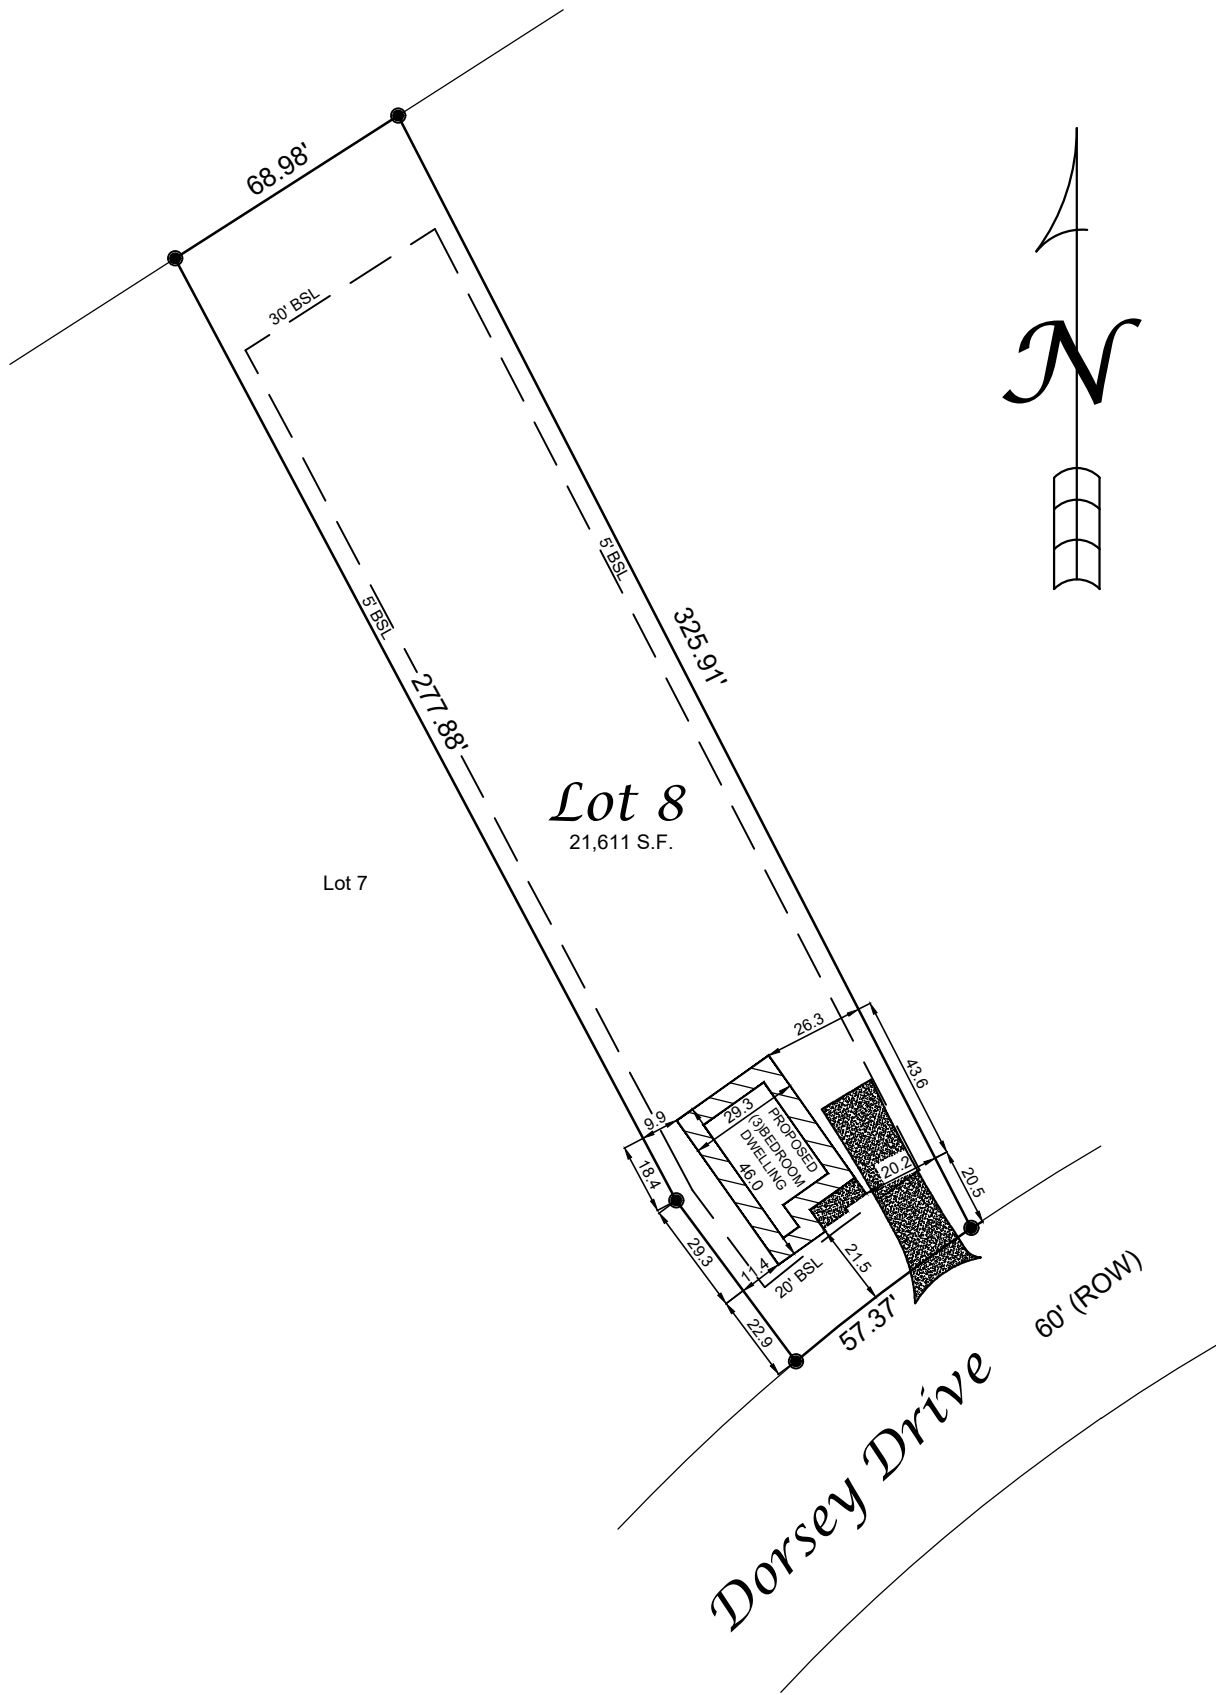 68.98'
30' BSL
N
5' BSL
5' BSL
325.91'
277.88'
Lot 8
21,611 S.F.
Lot 7
26.3
43.6
9.9
29.3
PROPOSED
(3)BEDROOM
DWELLING
46.0
18.4
20.2
20.5
29.3
11.4
20' BSL
21.5
22.9
57.37'
60' (ROW)
Dorsey Drive